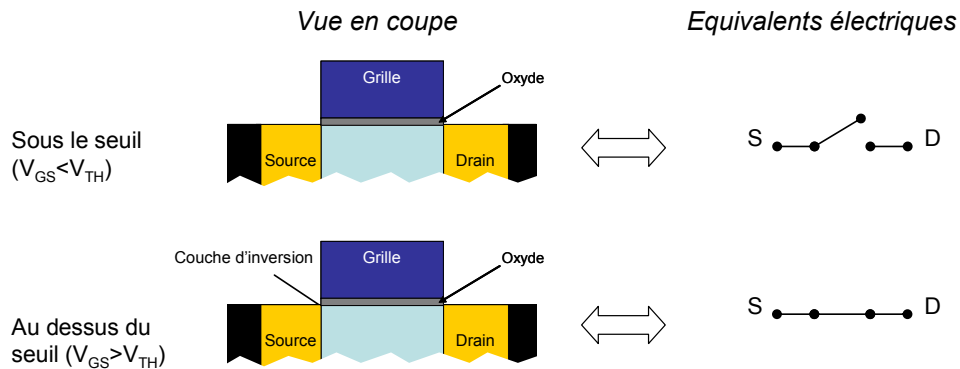 Vue en coupe
Equivalents électriques
Grille
Oxyde
Sous le seuil
(VGS<VTH)
Source
Drain
S
D
Couche d'inversion
Grille
Oxyde
Au dessus du
seuil (VGS>VTH)
Source
Drain
S
D